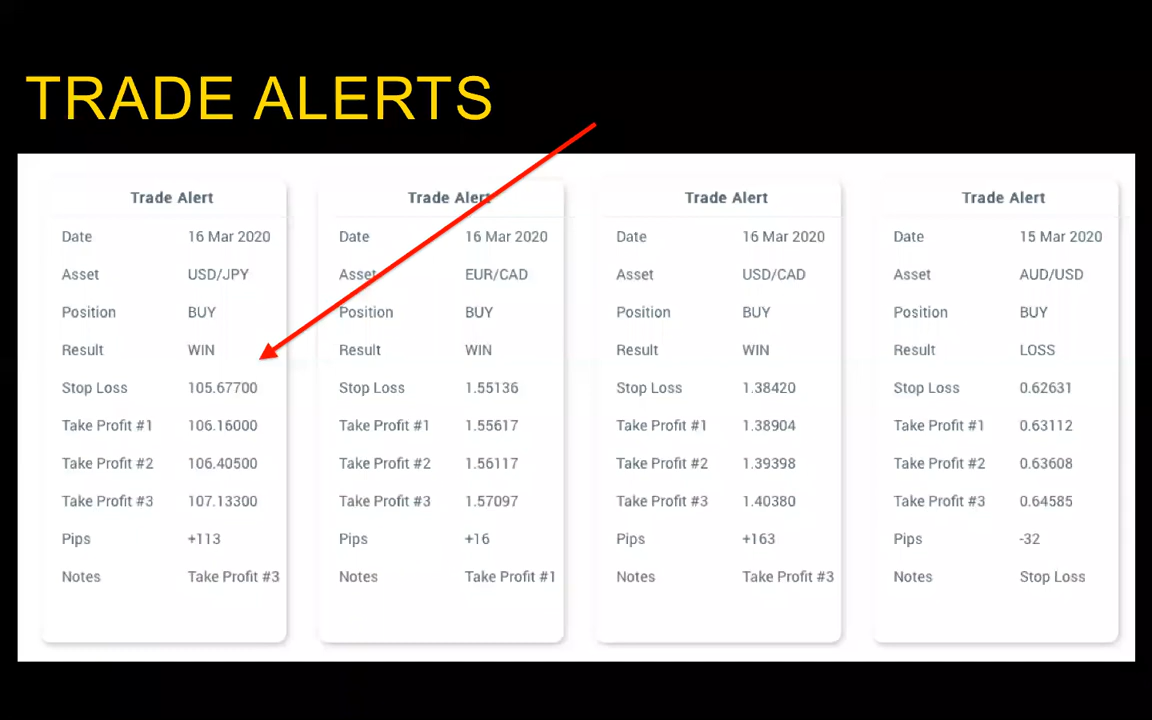 TRADE ALERTS
Trade Alert
Date 16 Mar 2020
Asset USD/JPY
Position BUY
Result WIN
Stop Loss 105.67700
Take Profit #1 106.16000
Take Profit #2 106.40500
Take Profit #3 107.13300
Pips +113
Notes Take Profit #3
Trade Alert
Date 16 Mar 2020
Asset EUR/CAD
Position BUY
Result WIN
Stop Loss 1.55136
Take Profit #1 1.55617
Take Profit #2 1.56117
Take Profit #3 1.57097
Pips +16
Notes Take Profit #1
Trade Alert
Date 16 Mar 2020
Asset USD/CAD
Position BUY
Result WIN
Stop Loss 1.38420
Take Profit #1 1.38904
Take Profit #2 1.39398
Take Profit #3 1.40380
Pips +163
Notes Take Profit #3
Trade Alert
Date 15 Mar 2020
Asset AUD/USD
Position BUY
Result LOSS
Stop Loss 0.62631
Take Profit #1 0.63112
Take Profit #2 0.63608
Take Profit #3 0.64585
Pips -32
Notes Stop Loss